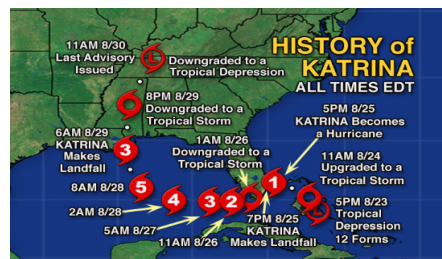 HISTORY of
KATRINA
ALL TIMES EDT
11AM 8/30
Last Advisory
Issued
L
Downgraded to a
Tropical Depression
8PM 8/29
Downgraded to a
Tropical Storm
6AM 8/29
KATRINA
Makes
Landfall
3
8AM 8/28
5
2AM 8/28
4
5AM 8/27
3
11AM 8/26
2
1AM 8/26
Downgraded to a
Tropical Storm
7PM 8/25
KATRINA
Makes Landfall
1
5PM 8/25
KATRINA Becomes
a Hurricane
11AM 8/24
Upgraded to a
Tropical Storm
L
5PM 8/23
Tropical
Depression
12 Forms